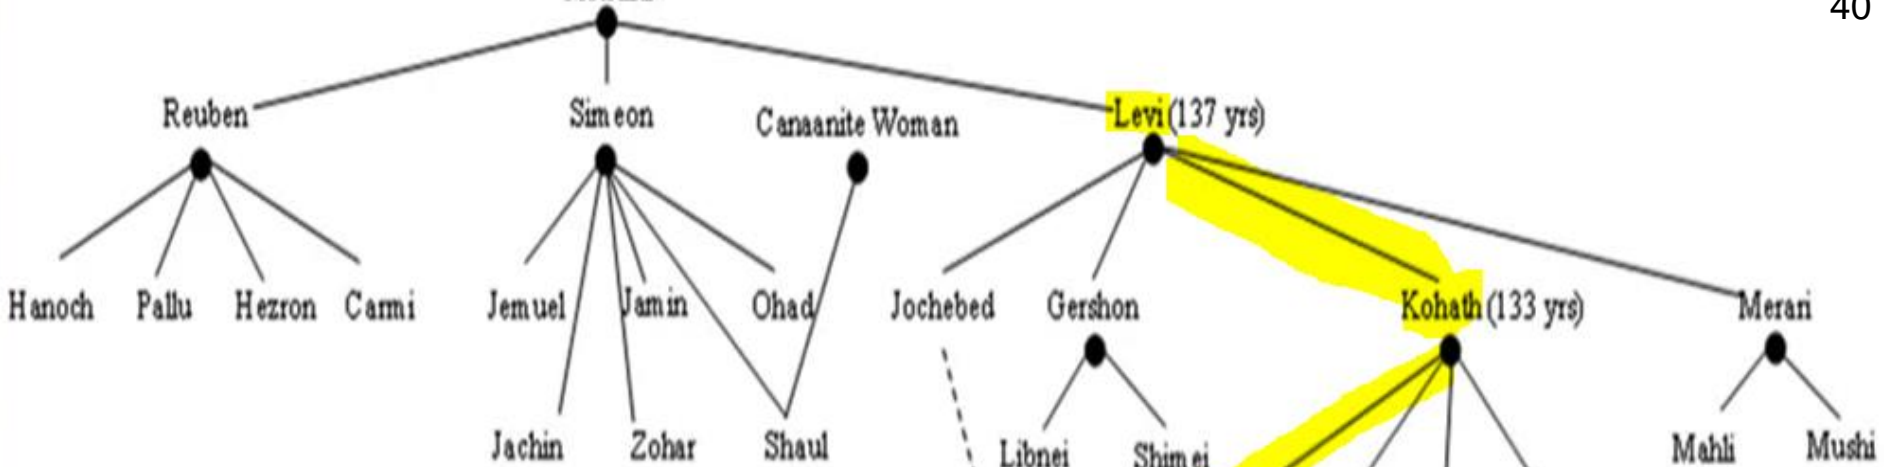 40
Reuben
Simeon
Canaanite Woman
Levi (137 yrs)
Hanoch
Pallu
Hezron
Carmi
Jemuel
Jamin
Ohad
Jochebed
Gershon
Kohath (133 yrs)
Merari
Jachin
Zohar
Shaul
Libnei
Shimei
Mahli
Mushi